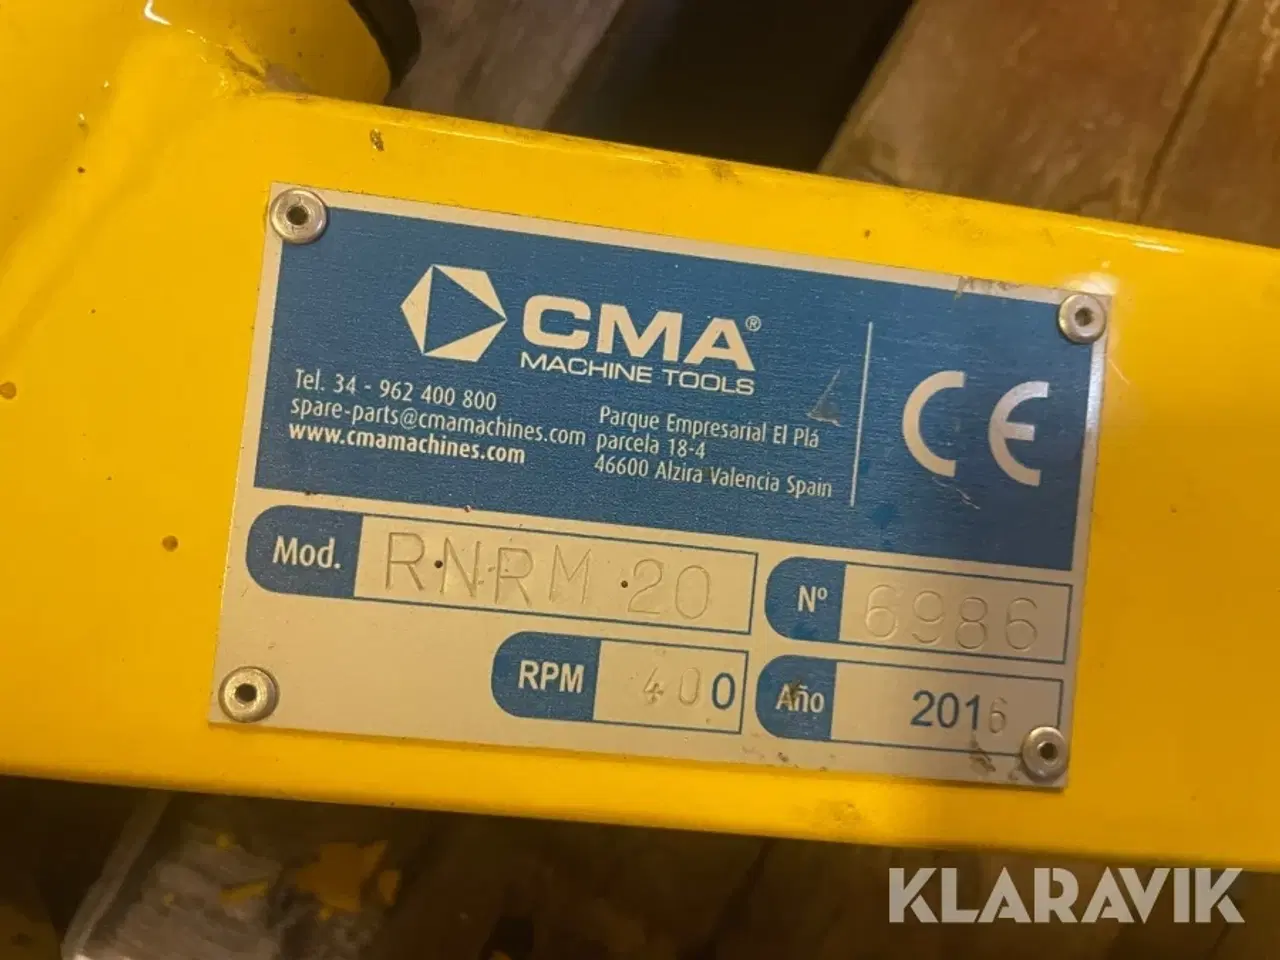 CMA®
MACHINE TOOLS
Tel. 34 - 962 400 800
spare-parts@cmamachines.com
www.cmamachines.com
Parque Empresarial El Plá
parcela 18-4
46600 Alzira Valencia Spain
CE
Mod. R.NRM.20
Nº 6986
RPM 400
Año 2016
KLARAVIK